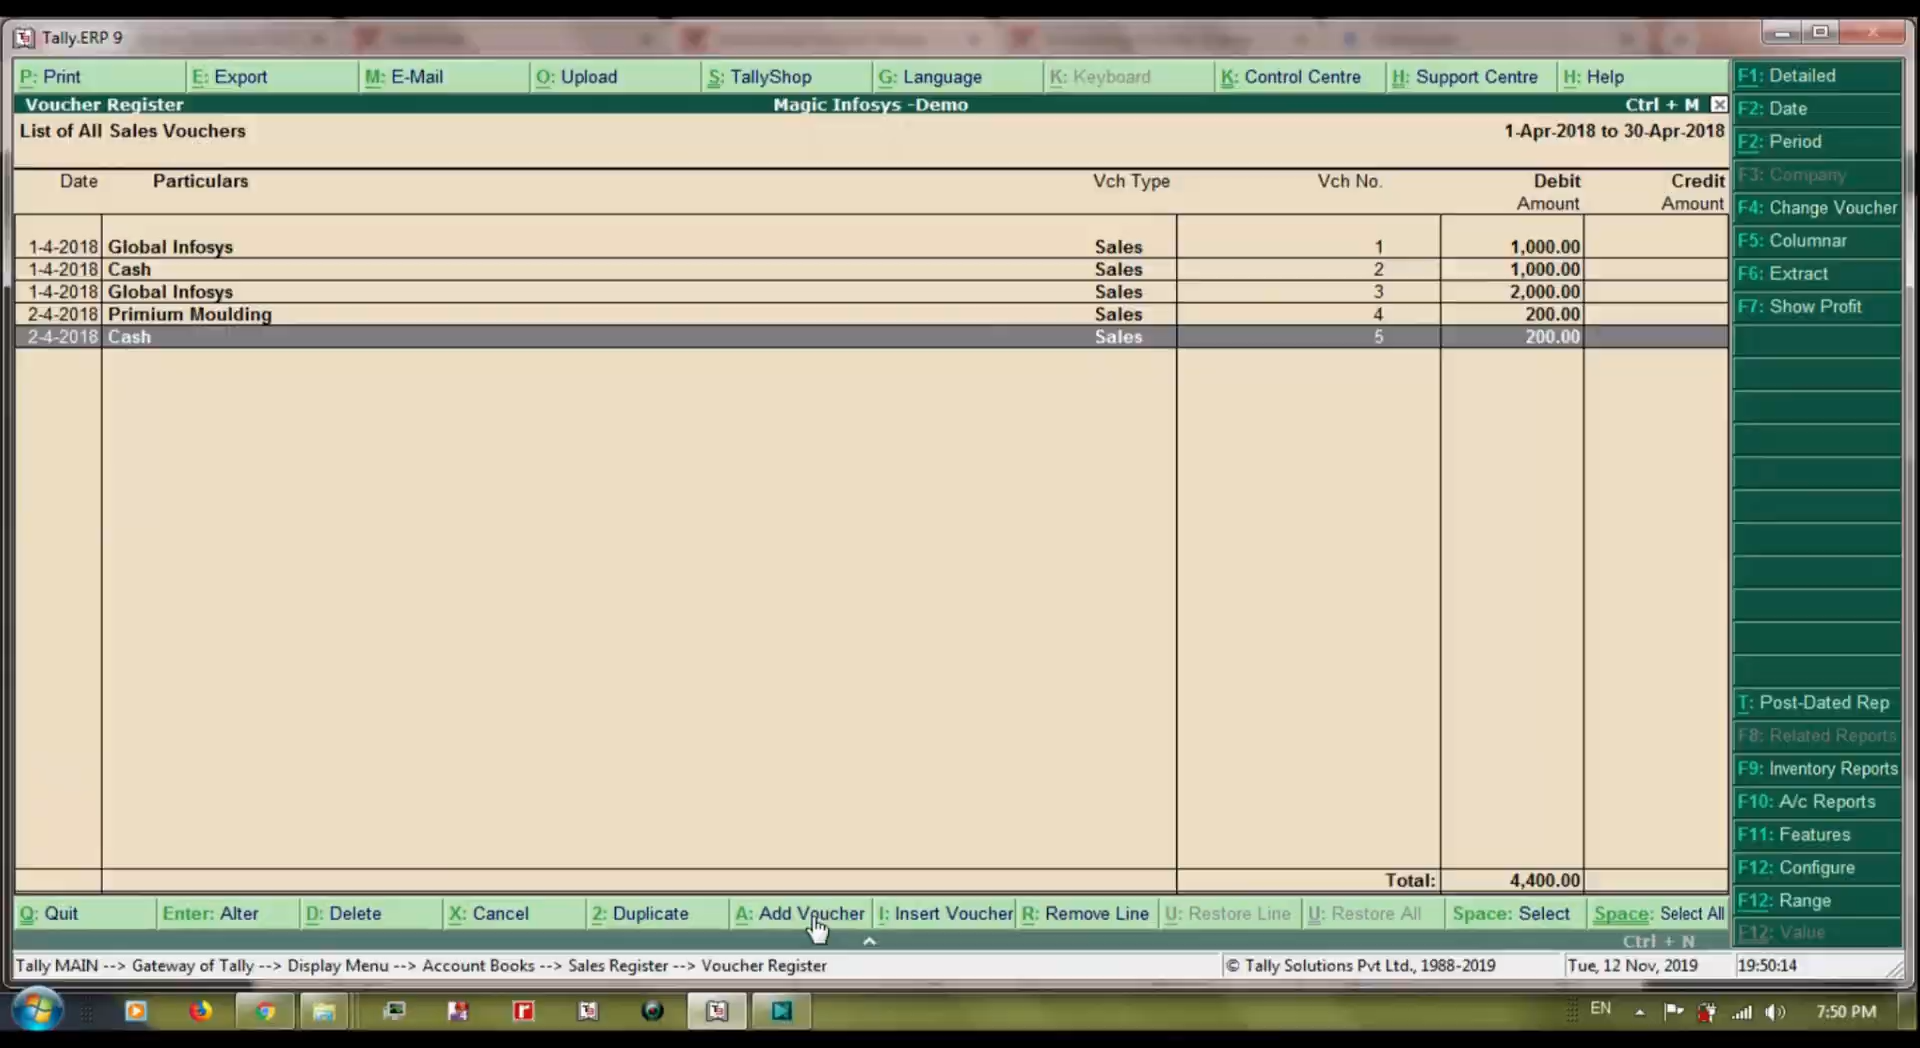 Tally.ERP 9
P: Print E: Export M: E-Mail O: Upload S: TallyShop G: Language K: Keyboard K: Control Centre H: Support Centre H: Help
Voucher Register Magic Infosys -Demo Ctrl + M
List of All Sales Vouchers 1-Apr-2018 to 30-Apr-2018
Date Particulars Vch Type Vch No. Debit Credit
Amount Amount
1-4-2018 Global Infosys Sales 1 1,000.00
1-4-2018 Cash Sales 2 1,000.00
1-4-2018 Global Infosys Sales 3 2,000.00
2-4-2018 Primium Moulding Sales 4 200.00
2-4-2018 Cash Sales 5 200.00
Total: 4,400.00
F1: Detailed
F2: Date
F2: Period
F3: Company
F4: Change Voucher
F5: Columnar
F6: Extract
F7: Show Profit
T: Post-Dated Rep
F8: Related Reports
F9: Inventory Reports
F10: A/c Reports
F11: Features
F12: Configure
F12: Range
F12: Value
Q: Quit Enter: Alter D: Delete X: Cancel 2: Duplicate A: Add Voucher I: Insert Voucher R: Remove Line U: Restore Line U: Restore All Space: Select Space: Select All
Ctrl + N
Tally MAIN --> Gateway of Tally --> Display Menu --> Account Books --> Sales Register --> Voucher Register © Tally Solutions Pvt Ltd., 1988-2019 Tue, 12 Nov, 2019 19:50:14
EN 7:50 PM